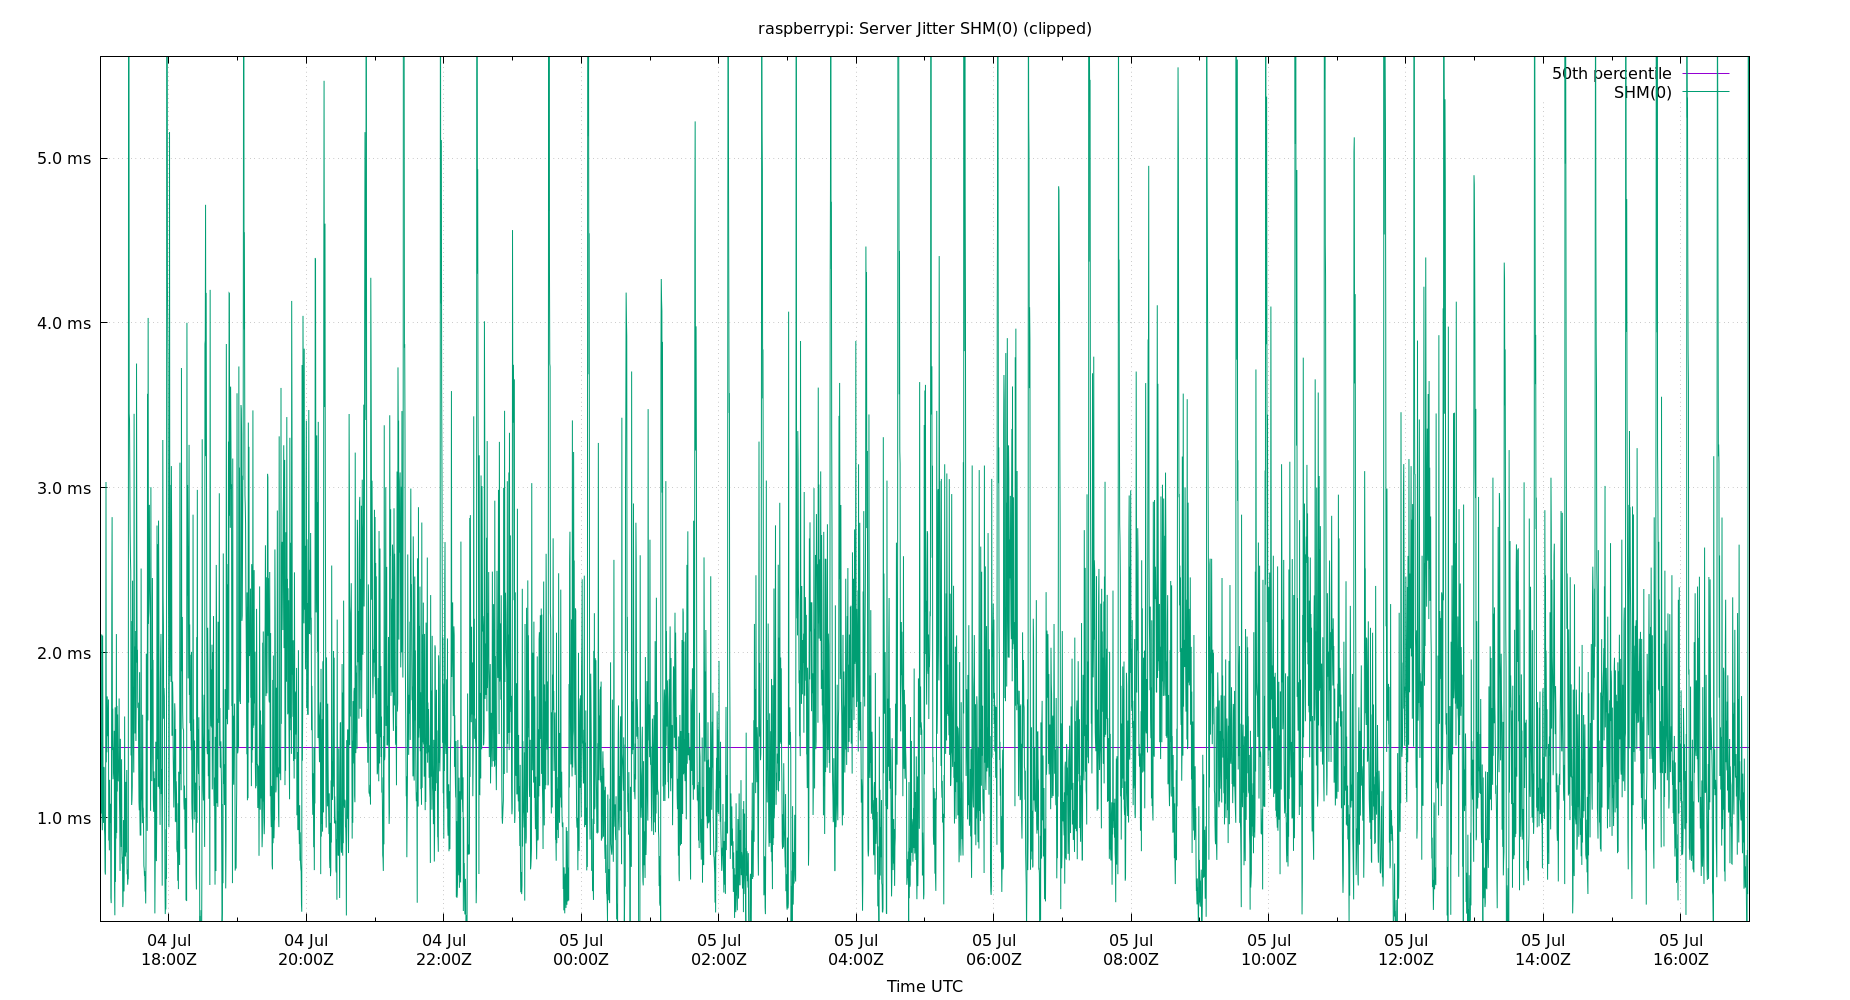 raspberrypi: Server Jitter SHM(0) (clipped)
50th percentile
SHM(0)
5.0 ms
4.0 ms
3.0 ms
2.0 ms
1.0 ms
04 Jul 04 Jul 04 Jul 05 Jul 05 Jul 05 Jul 05 Jul 05 Jul 05 Jul 05 Jul 05 Jul 05 Jul
18:00Z 20:00Z 22:00Z 00:00Z 02:00Z 04:00Z 06:00Z 08:00Z 10:00Z 12:00Z 14:00Z 16:00Z
Time UTC